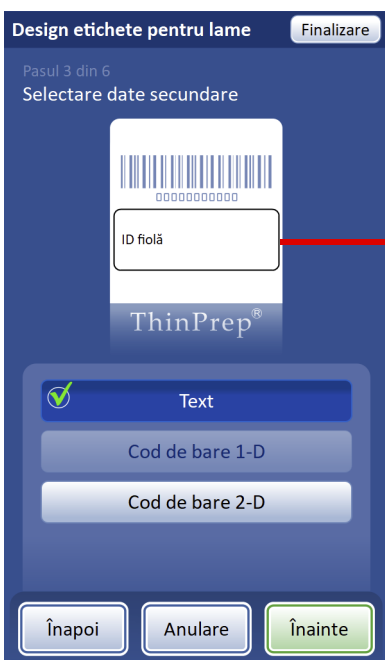 Design etichete pentru lame
Finalizare
Pasul 3 din 6
Selectare date secundare
00000000000
ID fiolă
ThinPrep®
Text
Cod de bare 1-D
Cod de bare 2-D
Înapoi
Anulare
Înainte